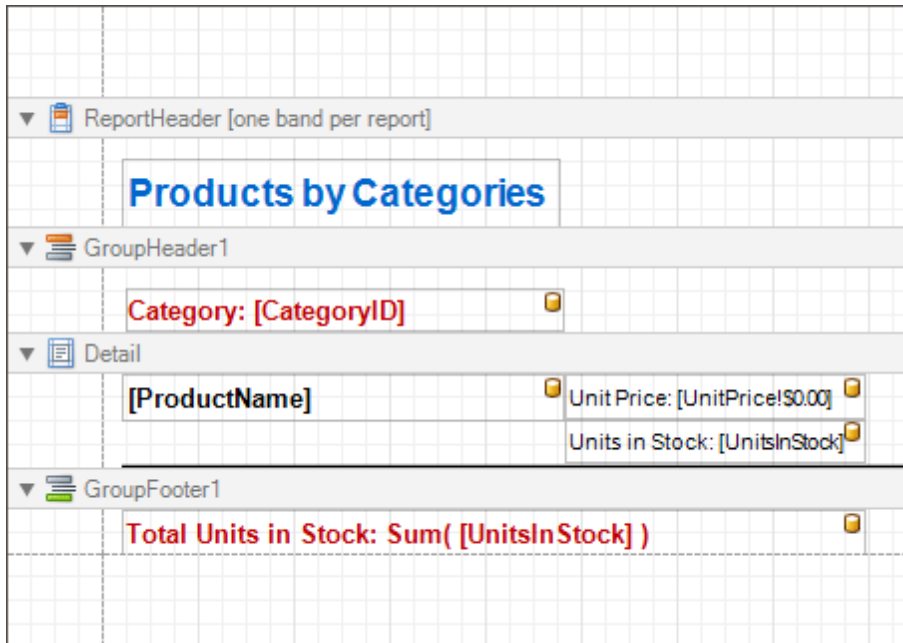 ReportHeader [one band per report]
Products by Categories
GroupHeader1
Category: [CategoryID]
Detail
[ProductName]
Unit Price: [UnitPrice!$0.00]
Units in Stock: [UnitsInStock]
GroupFooter1
Total Units in Stock: Sum( [UnitsInStock] )